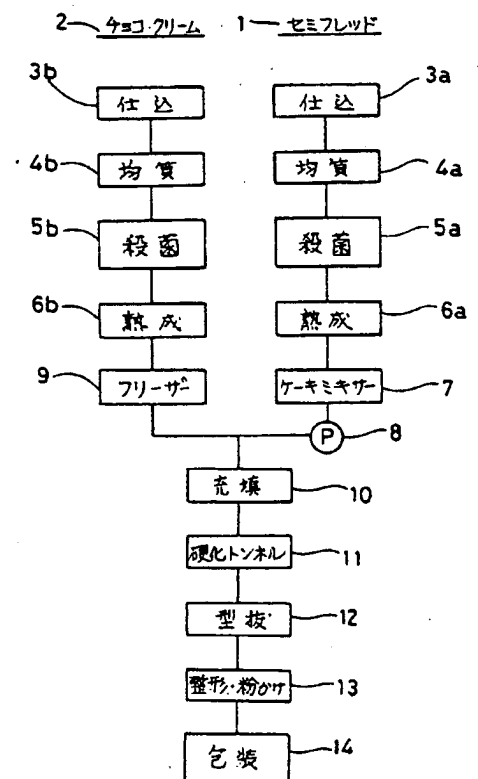 2 チョコ・クリーム 1 セミフレッド
3b 仕込 仕込 3a
4b 均質 均質 4a
5b 殺菌 殺菌 5a
6b 熟成 熟成 6a
9 フリーザー ケーキミキサー 7
P 8
充填 10
硬化トンネル 11
型抜 12
整形・粉かけ 13
包装 14